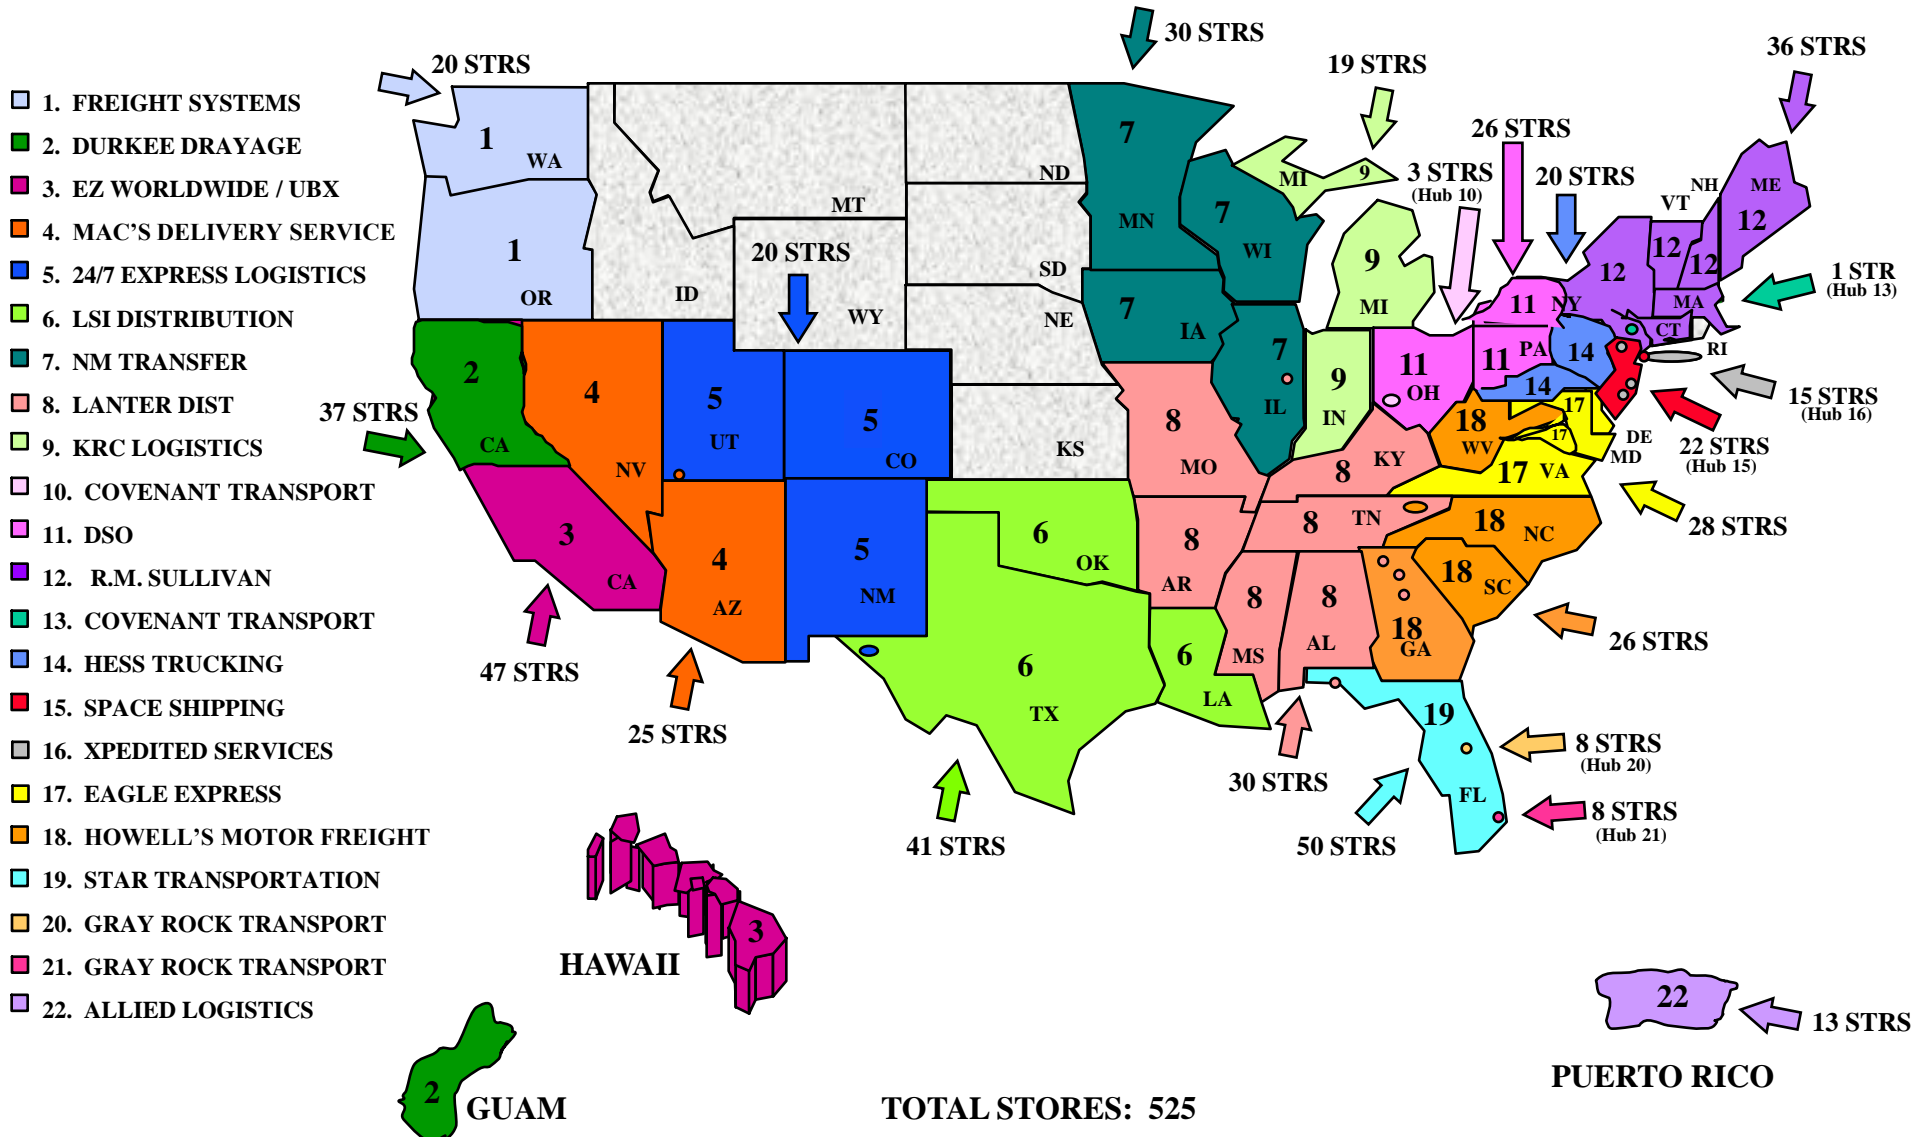 1. FREIGHT SYSTEMS
2. DURKEE DRAYAGE
3. EZ WORLDWIDE / UBX
4. MAC'S DELIVERY SERVICE
5. 24/7 EXPRESS LOGISTICS
6. LSI DISTRIBUTION
7. NM TRANSFER
8. LANTER DIST
9. KRC LOGISTICS
10. COVENANT TRANSPORT
11. DSO
12. R.M. SULLIVAN
13. COVENANT TRANSPORT
14. HESS TRUCKING
15. SPACE SHIPPING
16. XPEDITED SERVICES
17. EAGLE EXPRESS
18. HOWELL'S MOTOR FREIGHT
19. STAR TRANSPORTATION
20. GRAY ROCK TRANSPORT
21. GRAY ROCK TRANSPORT
22. ALLIED LOGISTICS
20 STRS
1
WA
1
OR
37 STRS
2
CA
3
CA
47 STRS
4
NV
4
AZ
25 STRS
ID
MT
20 STRS
WY
5
UT
5
CO
5
NM
ND
SD
NE
KS
6
OK
6
TX
41 STRS
6
LA
30 STRS
7
MN
7
WI
7
IA
7
IL
8
MO
8
AR
8
KY
8
TN
8
MS
8
AL
30 STRS
19 STRS
MI
9
9
MI
9
IN
3 STRS
(Hub 10)
26 STRS
11
OH
11
NY
11
PA
20 STRS
14
14
36 STRS
12
VT
12
NH
12
ME
12
MA
CT
RI
1 STR
(Hub 13)
15 STRS
(Hub 16)
22 STRS
(Hub 15)
DE
MD
17
17
17
VA
28 STRS
18
WV
18
NC
18
SC
18
GA
26 STRS
19
FL
50 STRS
8 STRS
(Hub 20)
8 STRS
(Hub 21)
3
HAWAII
2
GUAM
22
13 STRS
PUERTO RICO
TOTAL STORES: 525